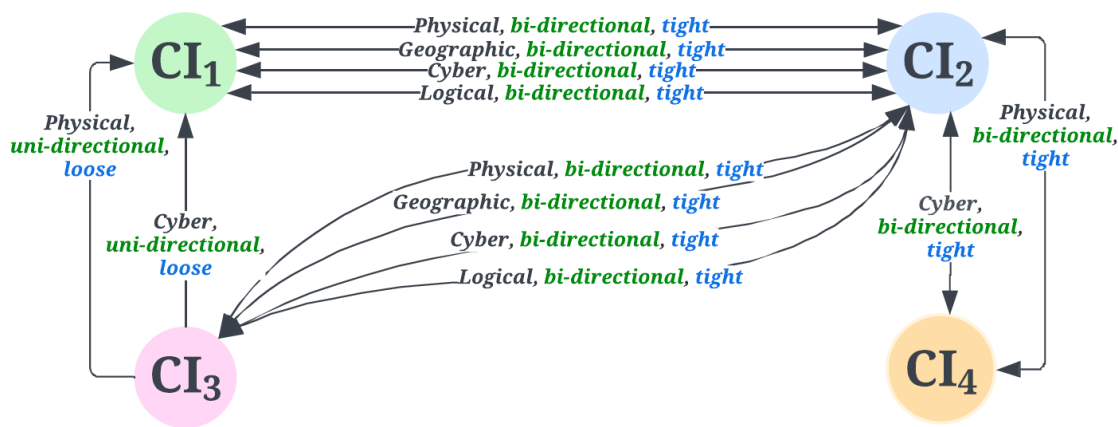 Physical, bi-directional, tight
Geographic, bi-directional, tight
Cyber, bi-directional, tight
Logical, bi-directional, tight
CI₁
CI₂
Physical,
uni-directional,
loose
Physical,
bi-directional,
tight
Physical, bi-directional, tight
Geographic, bi-directional, tight
Cyber,
uni-directional,
loose
Cyber, bi-directional, tight
Logical, bi-directional, tight
Cyber,
bi-directional,
tight
CI₃
CI₄